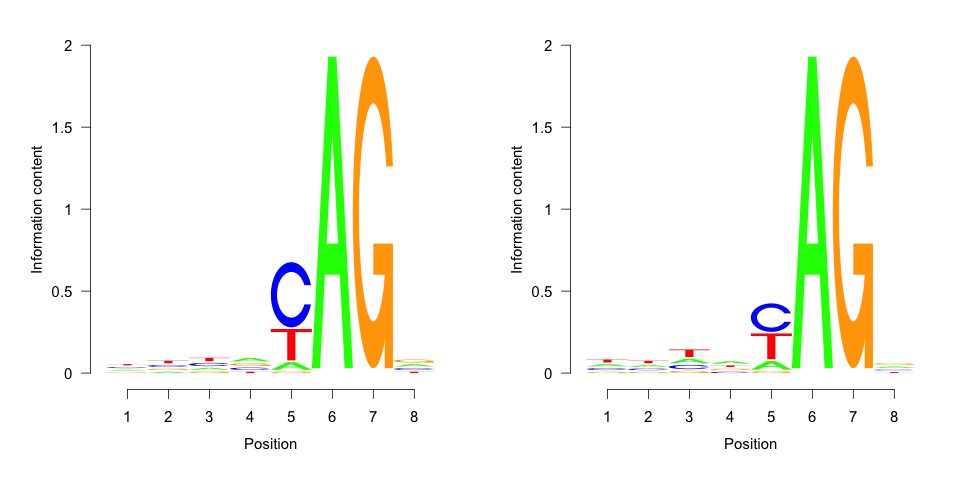 Information content
2
1.5
1
0.5
0
C
T
A
G
1 2 3 4 5 6 7 8
Position
Information content
2
1.5
1
0.5
0
T
C
T
A
G
1 2 3 4 5 6 7 8
Position